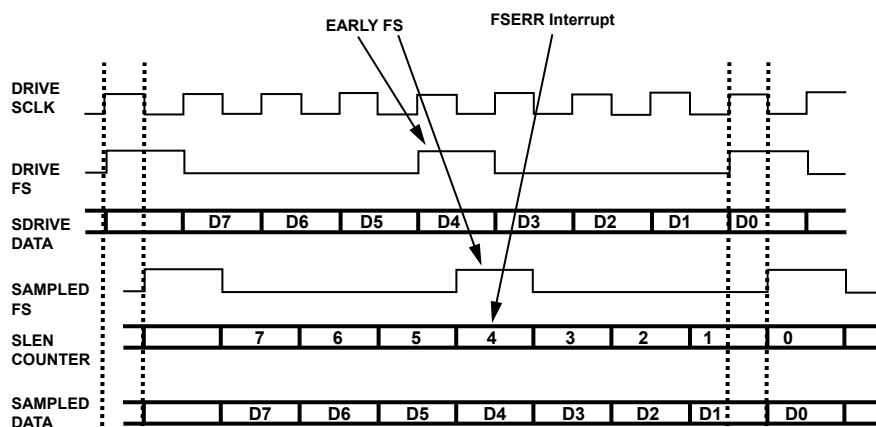 EARLY FS
FSERR Interrupt
DRIVE
SCLK
DRIVE
FS
SDRIVE
DATA
D7 D6 D5 D4 D3 D2 D1 D0
SAMPLED
FS
SLEN
COUNTER
7 6 5 4 3 2 1 0
SAMPLED
DATA
D7 D6 D5 D4 D3 D2 D1 D0